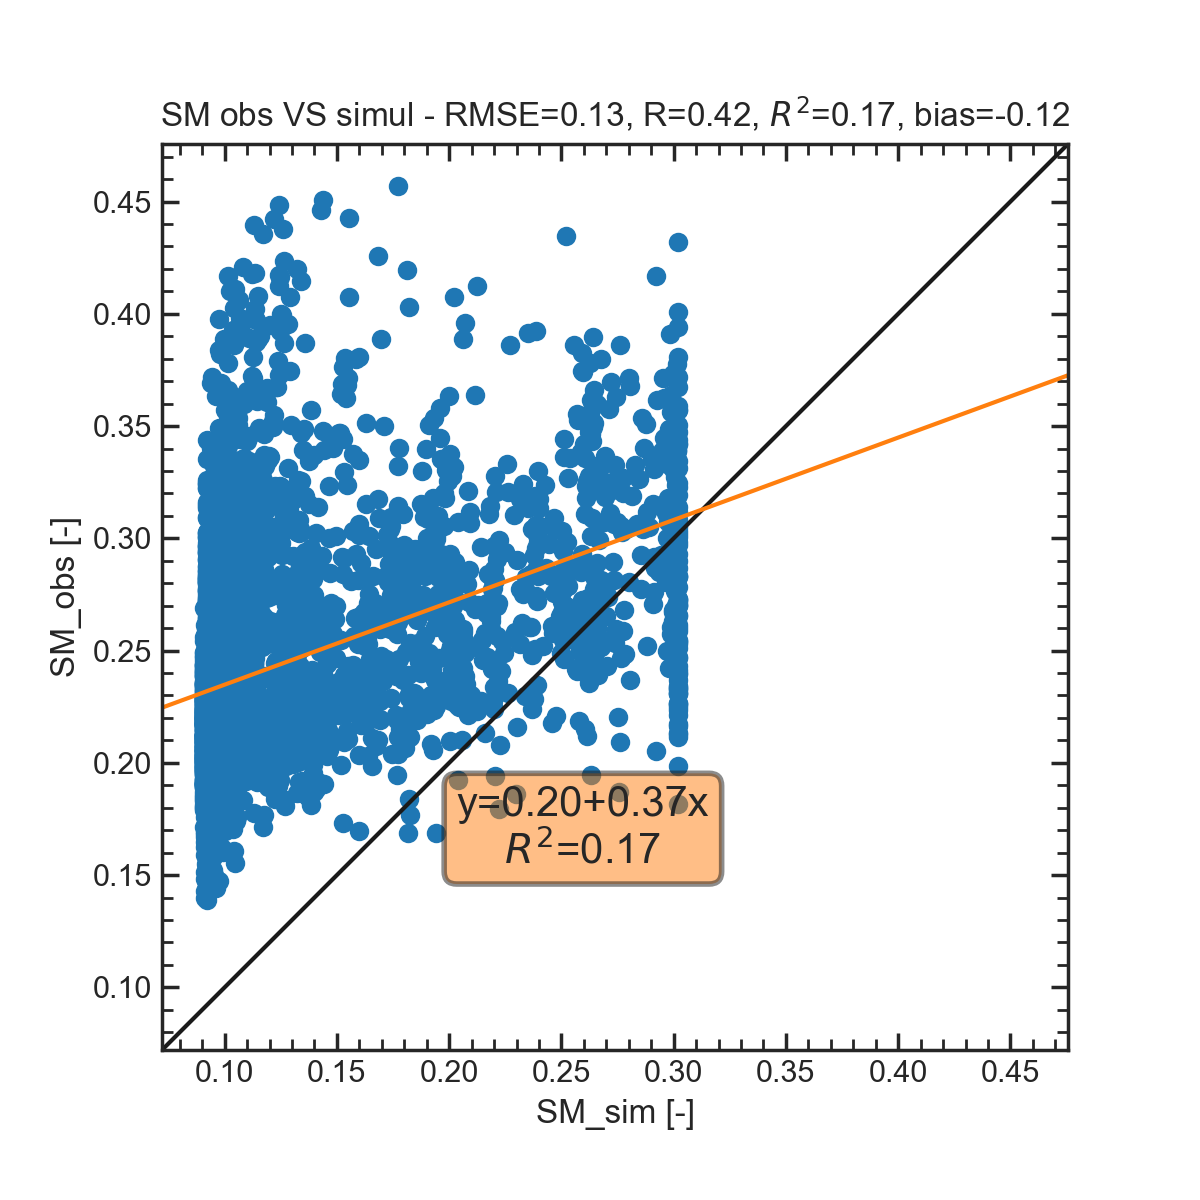 SM obs VS simul - RMSE=0.13, R=0.42, R²=0.17, bias=-0.12
0.45
0.40
0.35
0.30
0.25
0.20
0.15
0.10
SM_obs [-]
y=0.20+0.37x
R²=0.17
0.10 0.15 0.20 0.25 0.30 0.35 0.40 0.45
SM_sim [-]